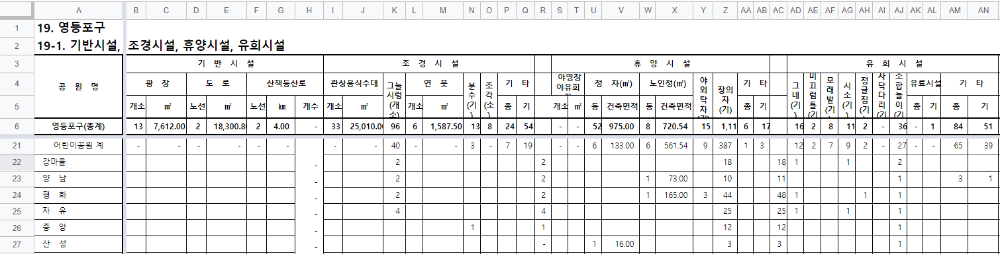 A B C D E F G H I J K L M N O P Q R S T U V W X Y Z AA AB AC AD AE AF AG AH AI AJ AK AL AM AN
1 19. 영등포구
2 19-1. 기반시설, 조경시설, 휴양시설, 유희시설
3 기 반 시 설 조 경 시 설 휴 양 시 설 유 희 시 설
4 공 원 명 광 장 도 로 산책등산로 관상용식수대 그늘시렁(개소) 연 못 분수(기) 조각(소) 기 타 야영장 야유회 정 자(㎡) 노인정(㎡) 야외탁자 의자(기) 기 타 그네(기) 미끄럼틀(기) 모래밭(기) 시소(기) 정글짐(기 사다리(기 조합놀이(기 유료시설 기 타
5 개소 ㎡ 노선 ㎡ 노선 ㎞ 개수 개소 ㎡ 개소 ㎡ 종 기 개소 ㎡ 동 건축면적 동 건축면적 종 기 종 기 종 기
6 영등포구(총계) 13 7,612.00 2 18,300.8 2 4.00 - 33 25,010.0 96 6 1,587.50 13 8 24 54 - - 52 975.00 8 720.54 15 1,11 6 17 16 2 8 11 2 - 36 - 1 84 51
21 어린이공원 계 - - - - - - - - 40 - - 3 - 7 19 - - 6 133.00 6 561.54 9 387 1 3 12 2 7 9 2 - 27 - - 65 39
22 강마을 - 2 2 18 18 1 1 2
23 양 남 - 2 2 1 73.00 10 11 1 3 1
24 평 화 - 2 2 1 165.00 3 44 48 1 1 1
25 자 유 - 4 4 25 25 1 1 1
26 중 앙 - 1 1 12 12 1
27 산 성 - - 1 16.00 3 3 1